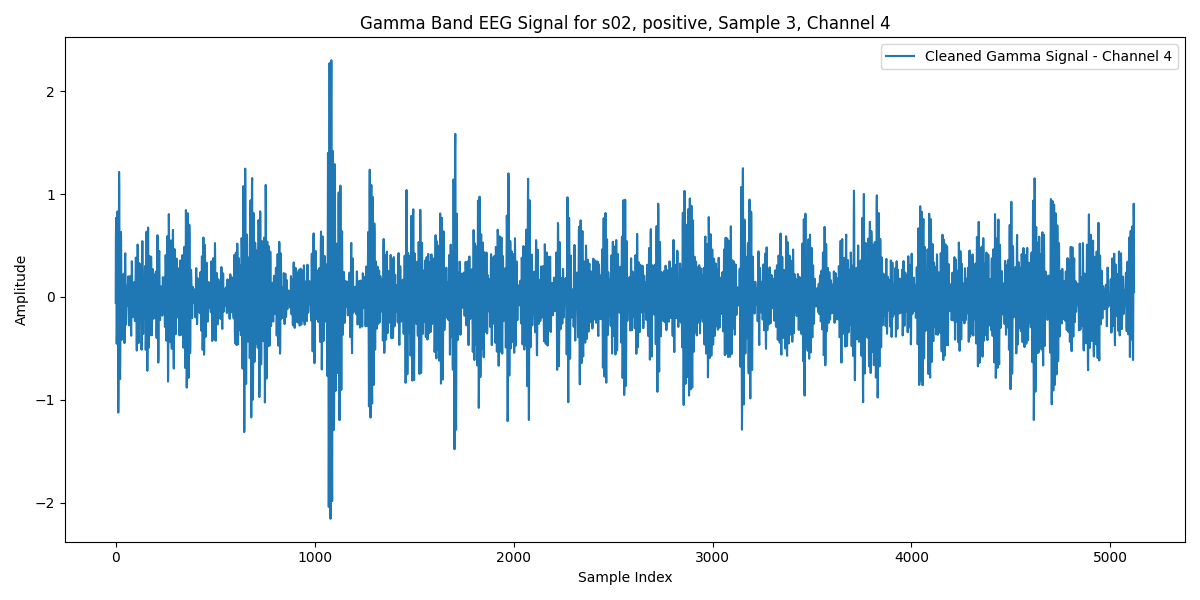 Gamma Band EEG Signal for s02, positive, Sample 3, Channel 4
Cleaned Gamma Signal - Channel 4
2
1
0
−1
−2
Amplitude
0 1000 2000 3000 4000 5000
Sample Index